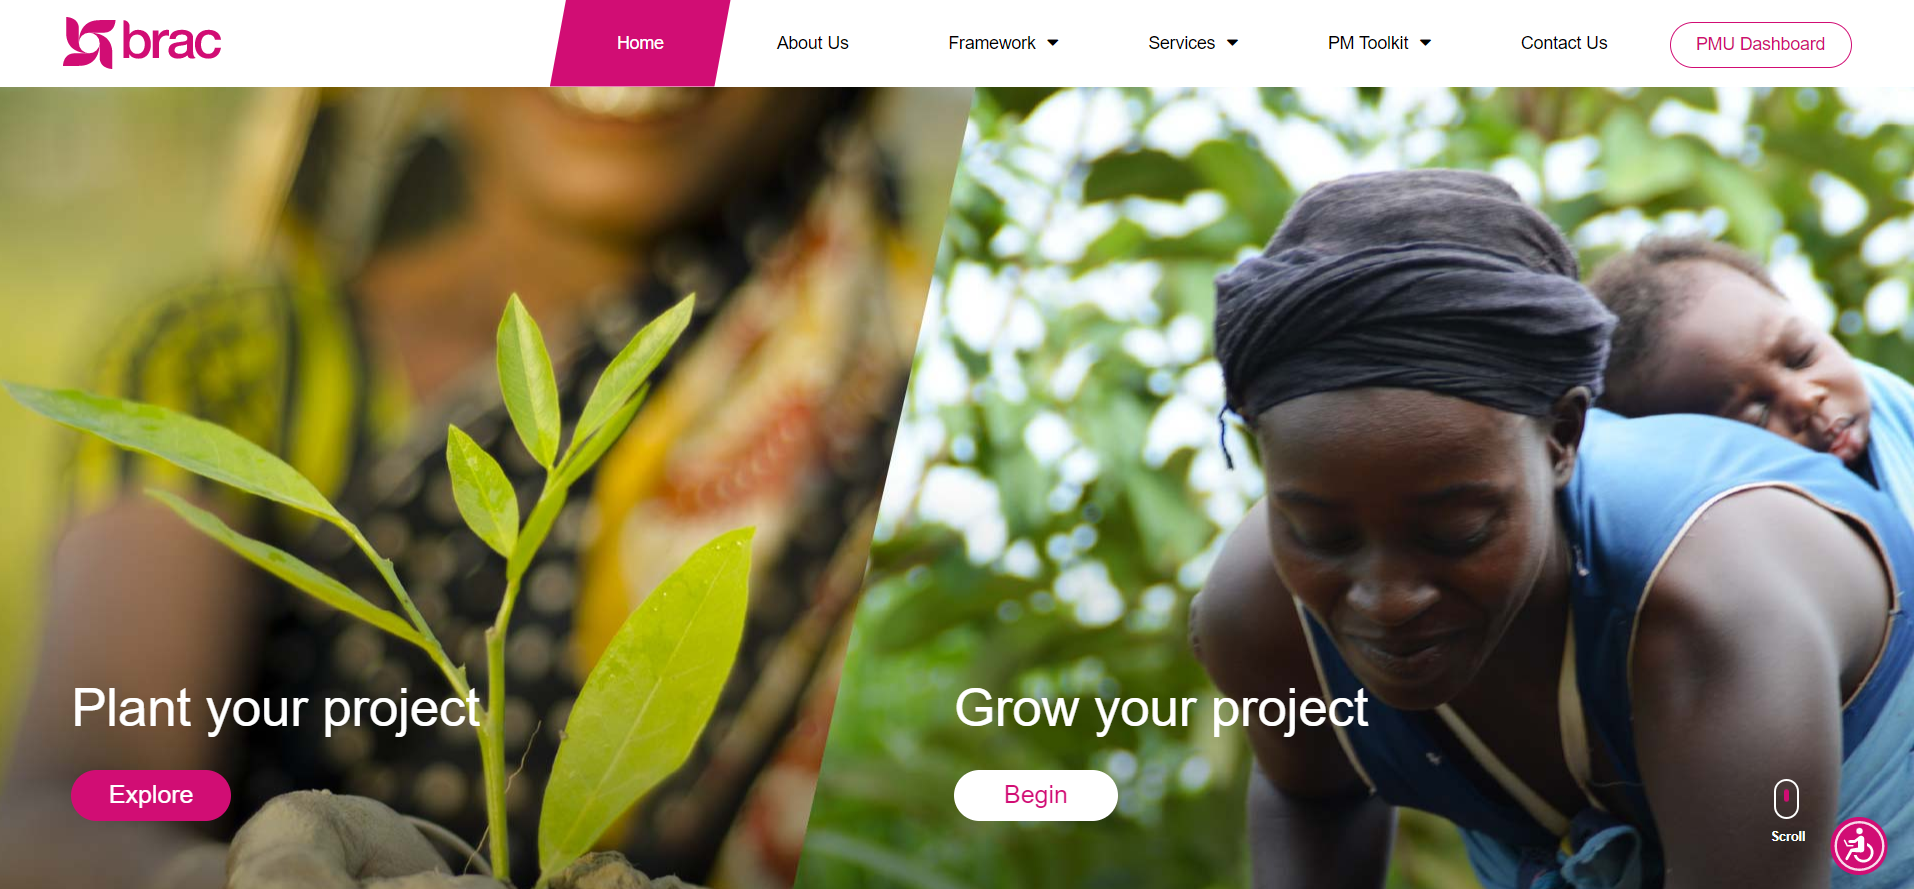 brac
Home
About Us
Framework
Services
PM Toolkit
Contact Us
PMU Dashboard
Plant your project
Explore
Grow your project
Begin
Scroll